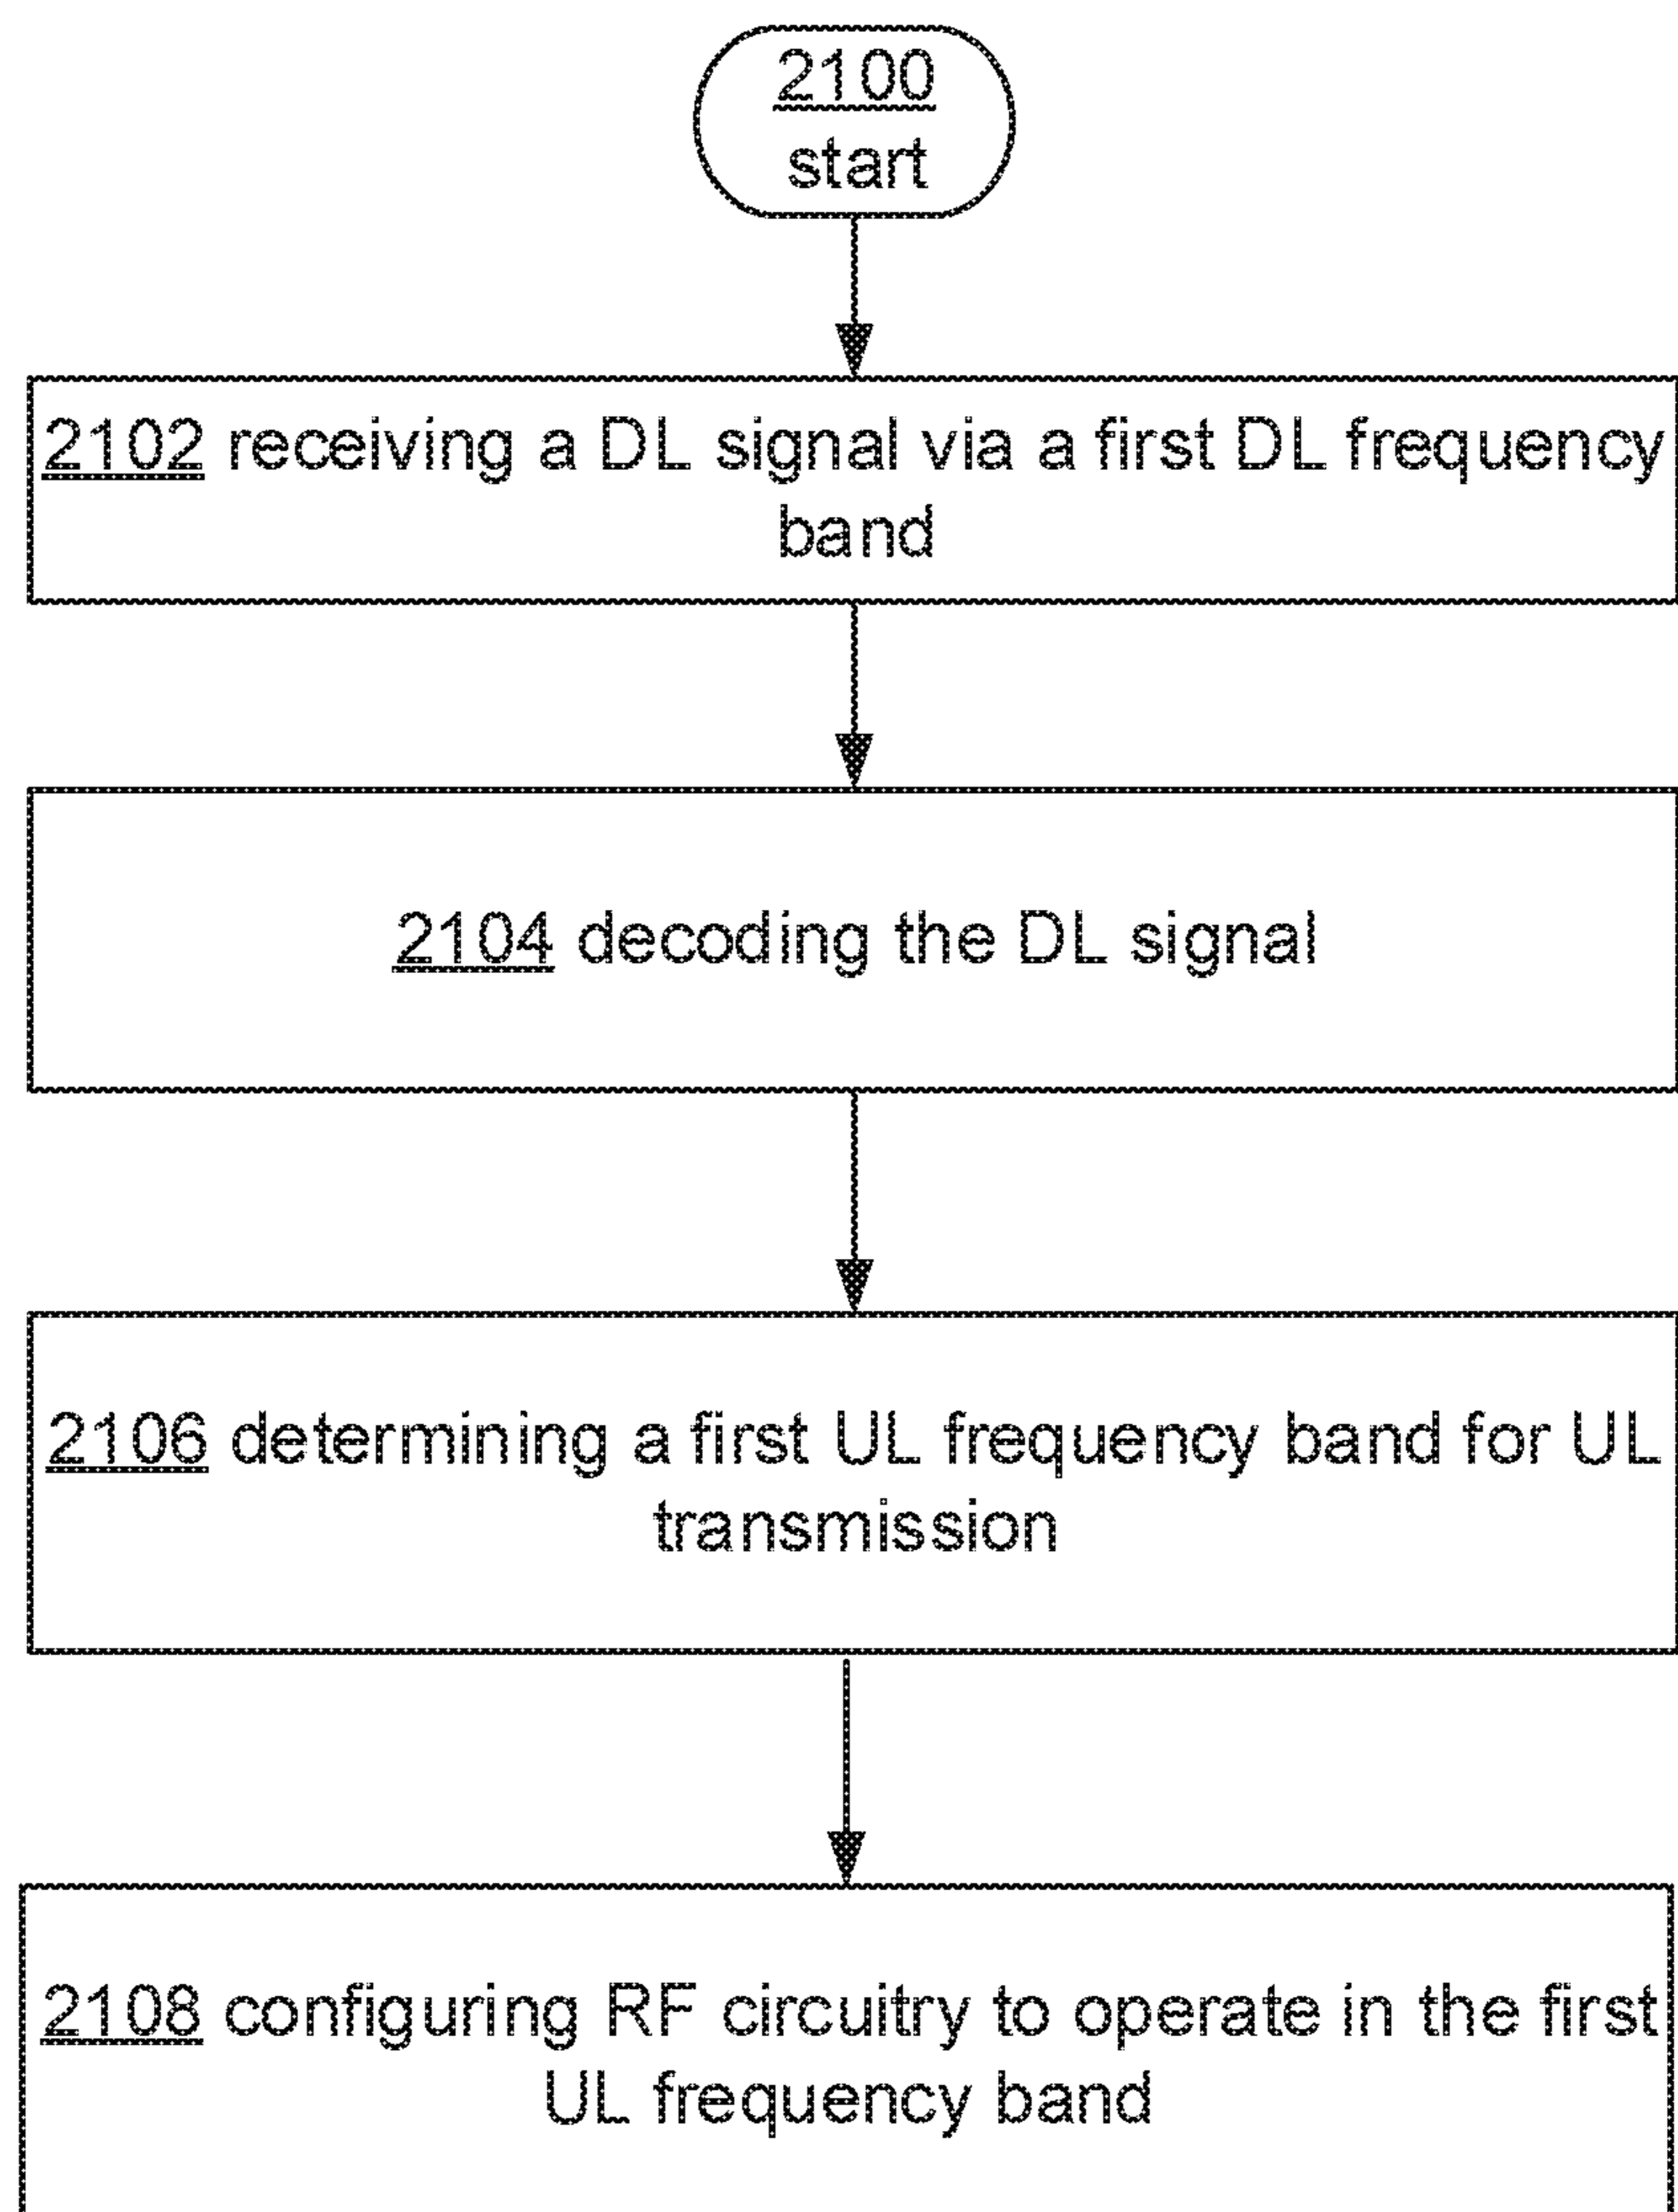 2100
start
2102 receiving a DL signal via a first DL frequency
band
2104 decoding the DL signal
2106 determining a first UL frequency band for UL
transmission
2108 configuring RF circuitry to operate in the first
UL frequency band